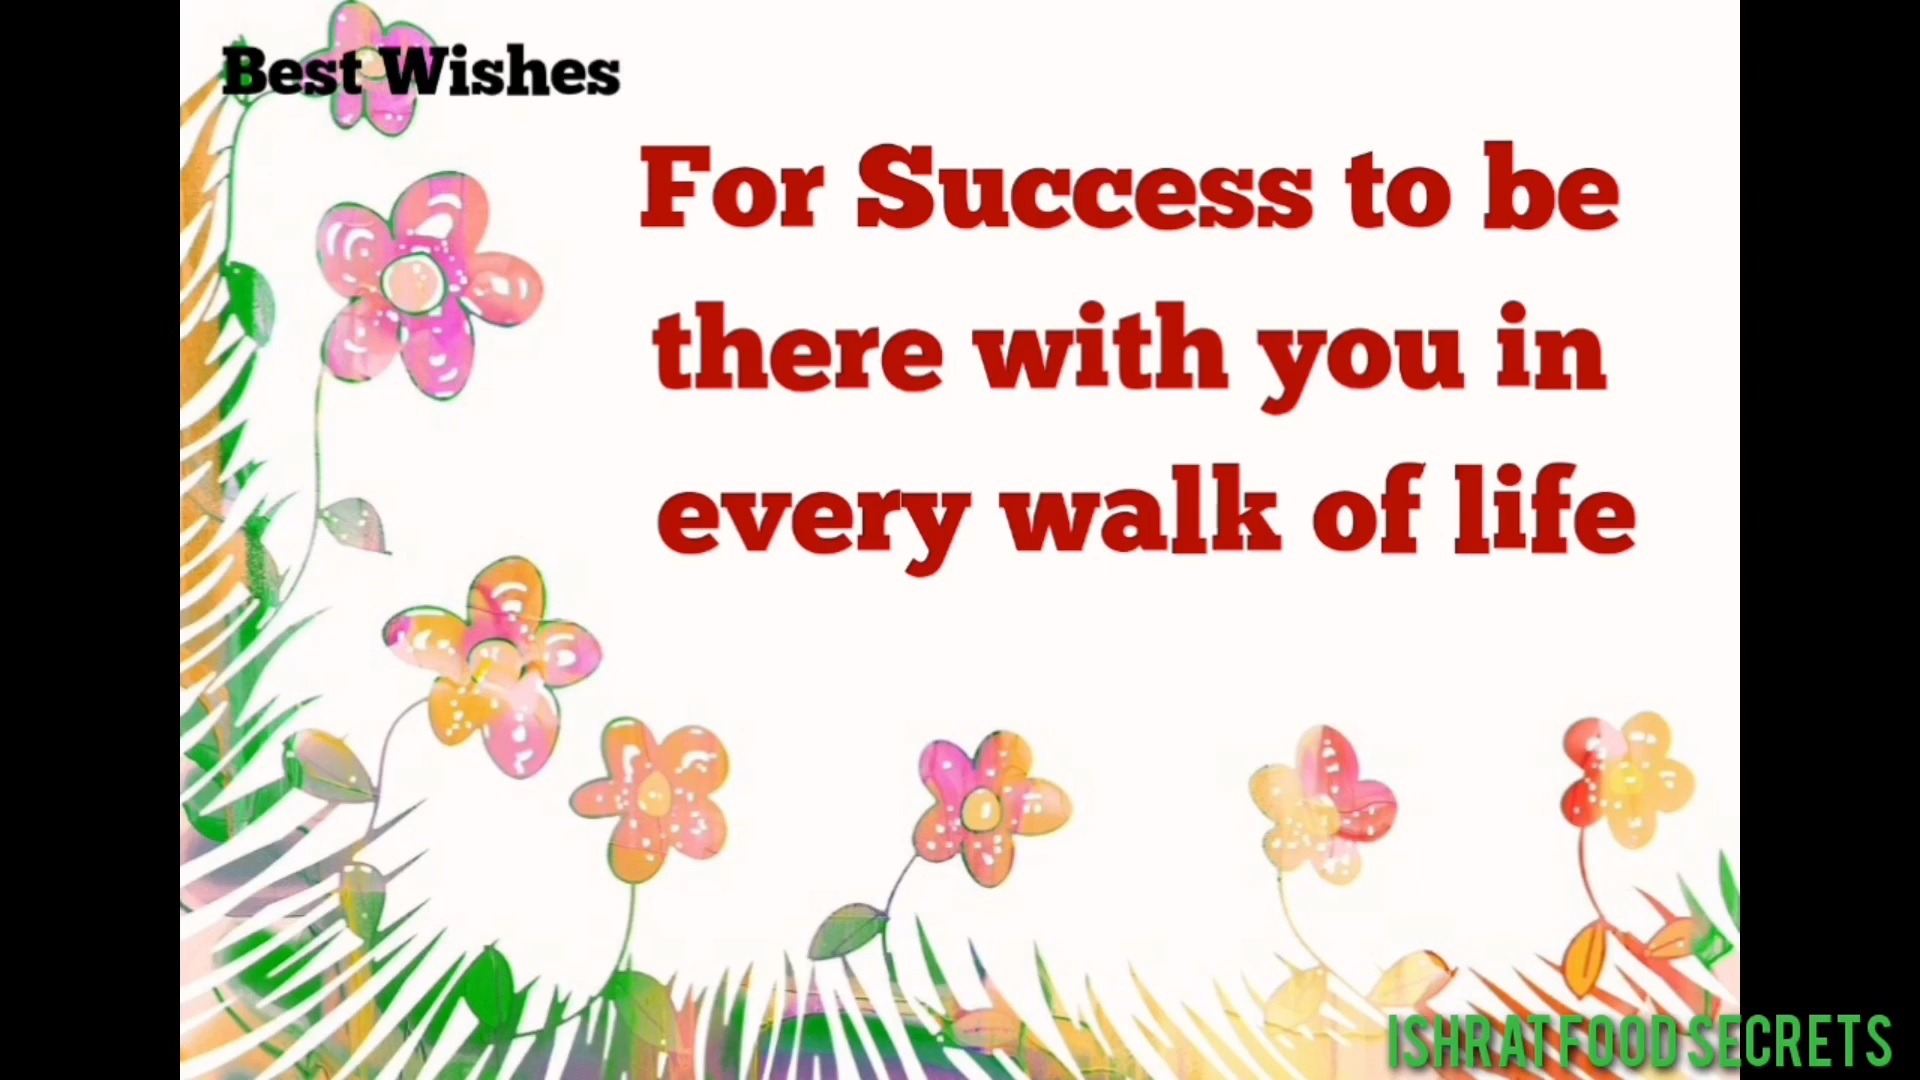 Best Wishes
For Success to be
there with you in
every walk of life
ISHRAT FOOD SECRETS